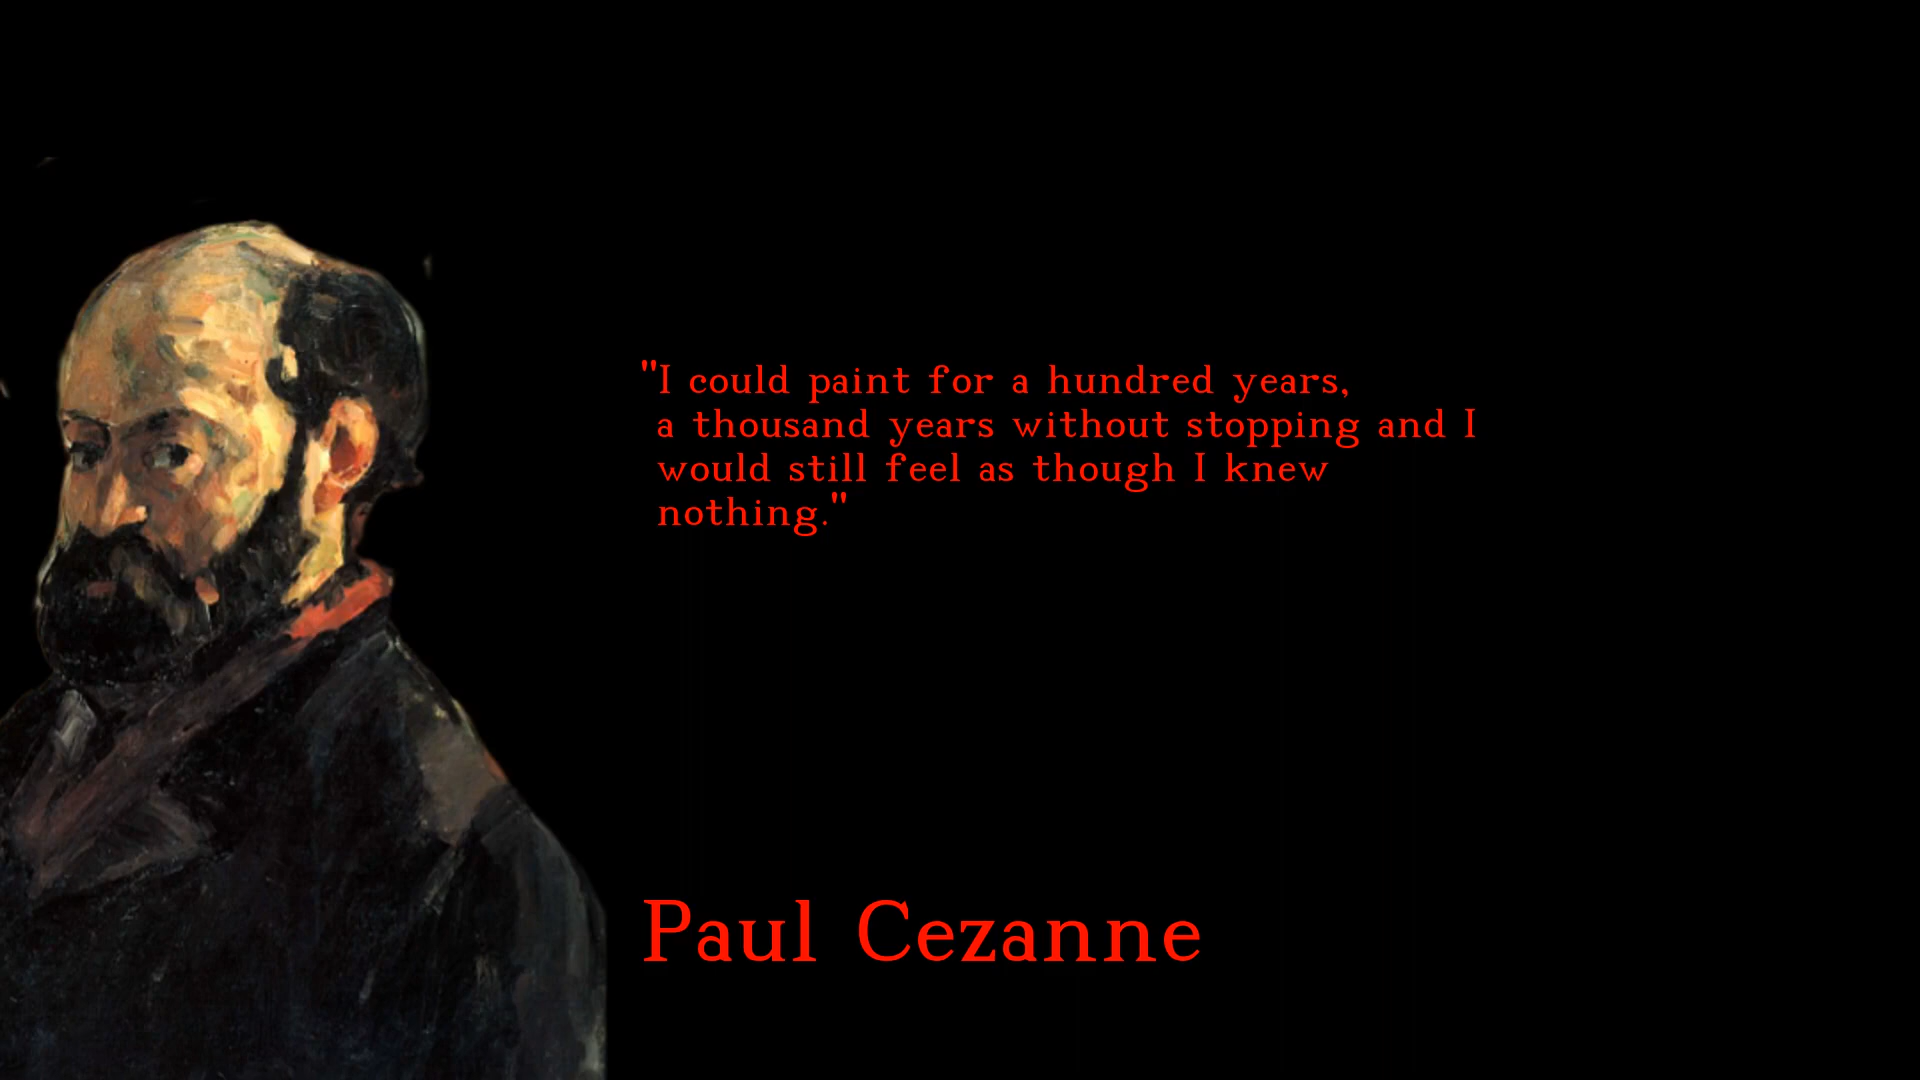 "I could paint for a hundred years,
a thousand years without stopping and I
would still feel as though I knew
nothing."
Paul Cezanne